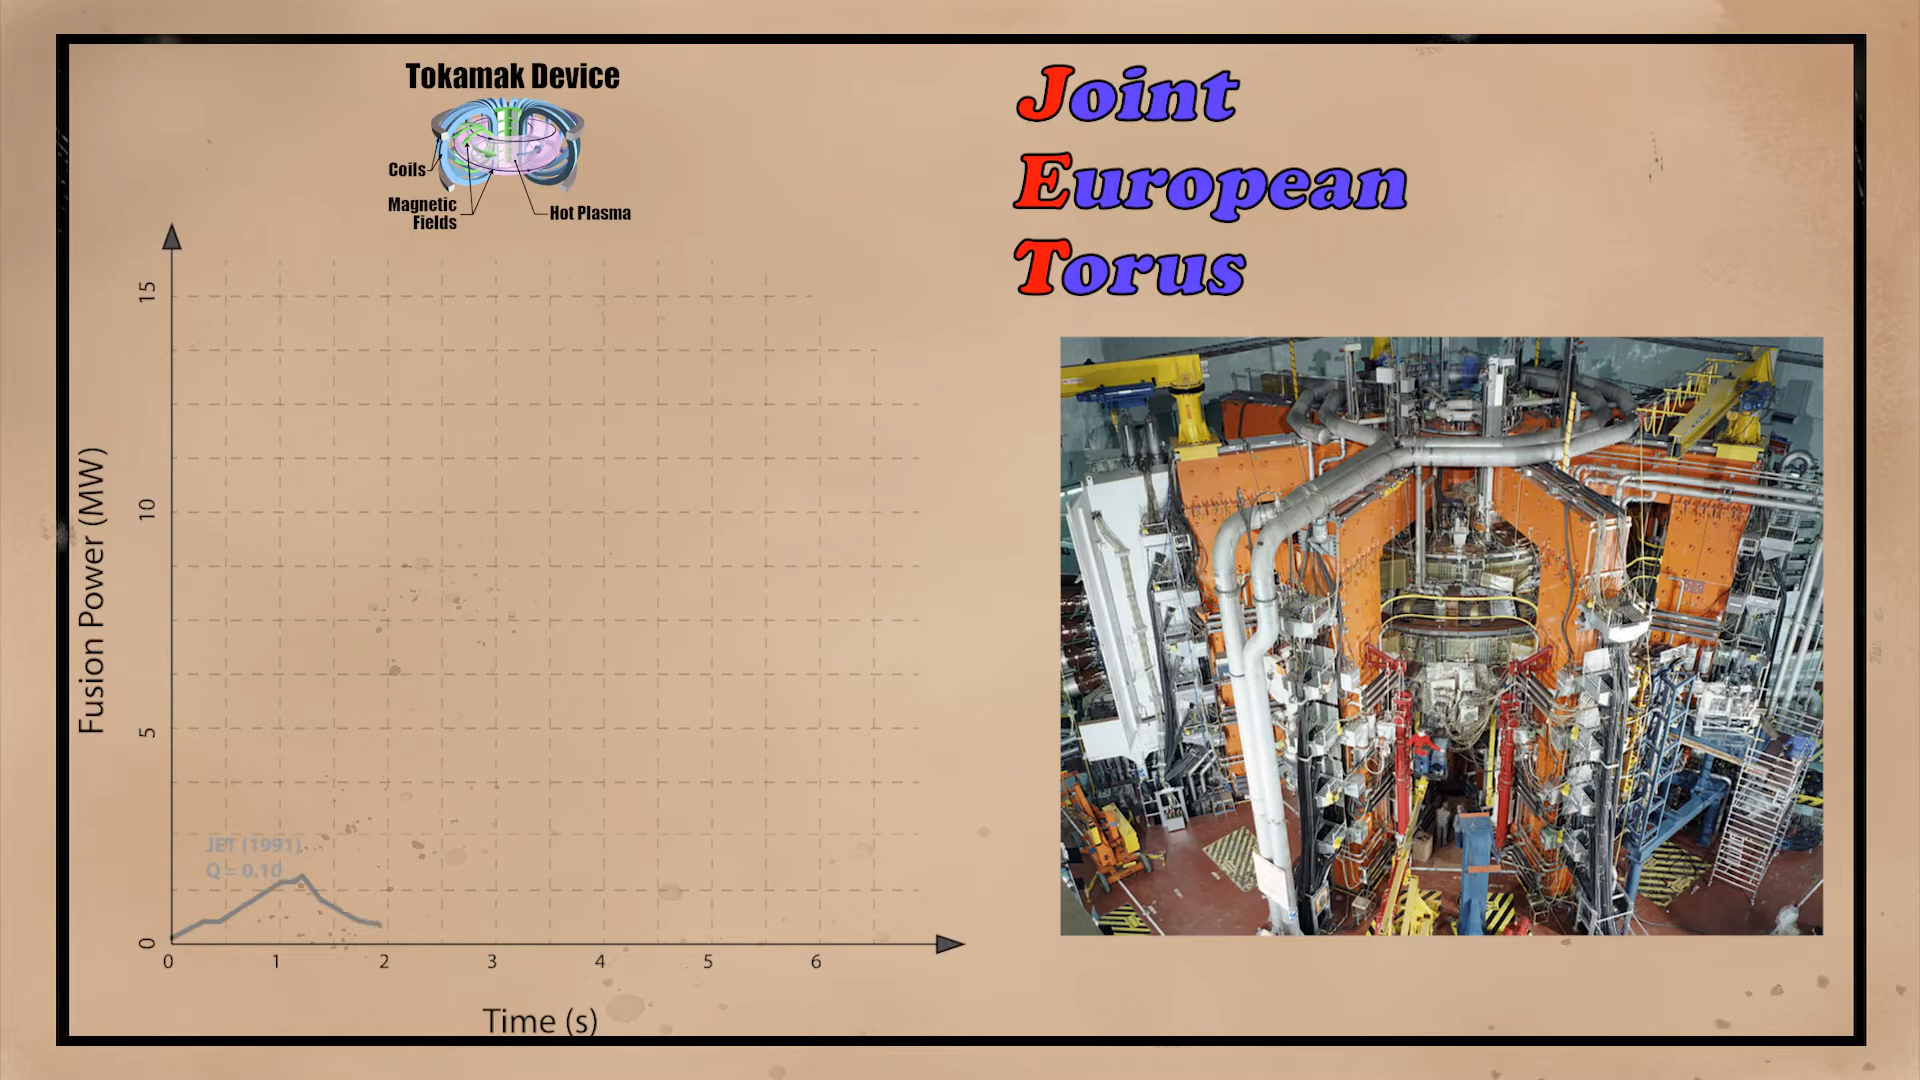 Tokamak Device
Coils
Magnetic
Fields
Hot Plasma
Joint
European
Torus
15
10
5
0
Fusion Power (MW)
JET (1991),
Q = 0.10
0 1 2 3 4 5 6
Time (s)